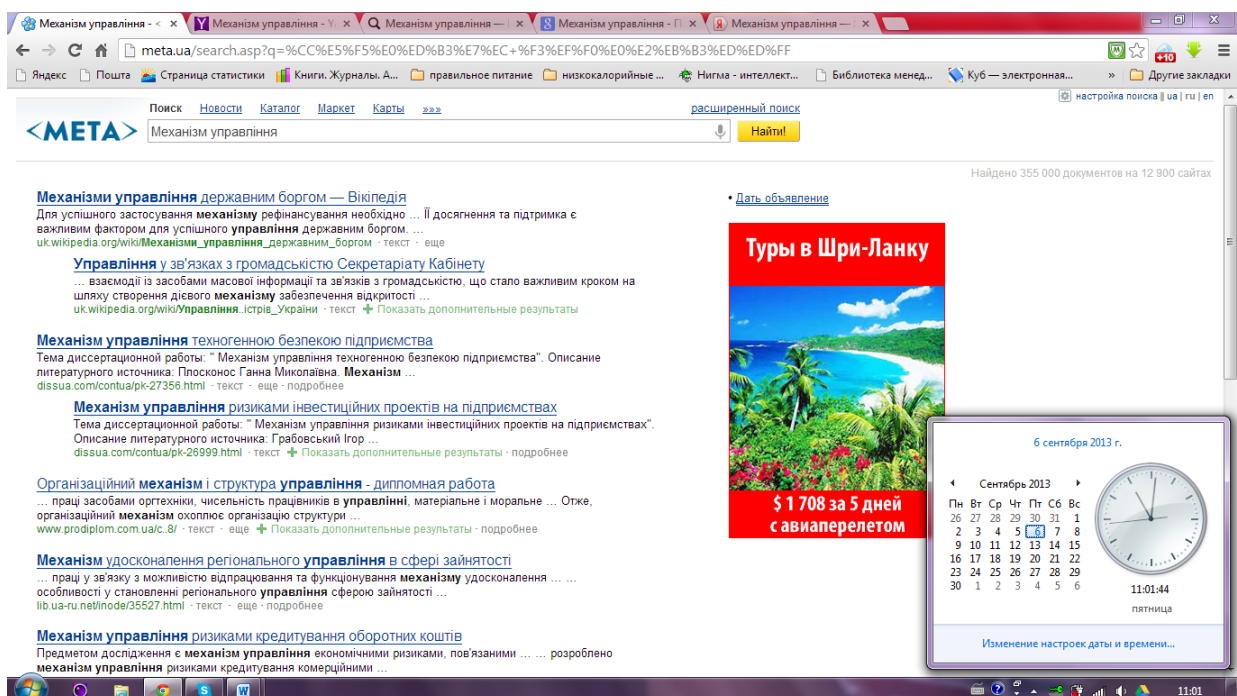 Механізм управління - <
Механізм управління - Y
Механізм управління —
Механізм управління - П
Механізм управління —
meta.ua/search.asp?q=%CC%E5%F5%E0%ED%B3%E7%EC+%F3%EF%F0%E0%E2%EB%B3%ED%ED%FF
+10
Яндекс Почта Страница статистики Книги. Журналы. А... правильное питание низкокалорийные ... Нигма - интеллект... Библиотека менед... Куб — электронная... » Другие закладки
настройка поиска || ua | ru | en
Поиск Новости Каталог Маркет Карты »»» расширенный поиск
<META> Механізм управління Найти!
Найдено 355 000 документов на 12 900 сайтах
Механізми управління державним боргом — Вікіпедія
Для успішного застосування механізму рефінансування необхідно ... Її досягнення та підтримка є
важливим фактором для успішного управління державним боргом. ...
uk.wikipedia.org/wiki/Механізми_управління_державним_боргом · текст · еще
Управління у зв'язках з громадськістю Секретаріату Кабінету
... взаємодії із засобами масової інформації та зв'язків з громадськістю, що стало важливим кроком на
шляху створення дієвого механізму забезпечення відкритості ...
uk.wikipedia.org/wiki/Управління..істрів_України · текст + Показать дополнительные результаты
Механізм управління техногенною безпекою підприємства
Тема диссертационной работы: " Механізм управління техногенною безпекою підприємства". Описание
литературного источника: Плосконос Ганна Миколаївна. Механізм ...
dissua.com/contua/pk-27356.html · текст · еще · подробнее
Механізм управління ризиками інвестиційних проектів на підприємствах
Тема диссертационной работы: " Механізм управління ризиками інвестиційних проектів на підприємствах".
Описание литературного источника: Грабовський Ігор ...
dissua.com/contua/pk-26999.html · текст + Показать дополнительные результаты · подробнее
Організаційний механізм і структура управління - дипломная работа
... праці засобами оргтехніки, чисельність працівників в управлінні, матеріальне і моральне ... Отже,
організаційний механізм охоплює організацію структури ...
www.prodiplom.com.ua/c..8/ · текст · еще + Показать дополнительные результаты · подробнее
Механізм удосконалення регіонального управління в сфері зайнятості
... праці у зв'язку з можливістю відпрацювання та функціонування механізму удосконалення ... ...
особливості у становленні регіонального управління сферою зайнятості ...
lib.ua-ru.net/inode/35527.html · текст · еще · подробнее
Механізм управління ризиками кредитування оборотних коштів
Предметом дослідження є механізм управління економічними ризиками, пов'язаними ... ... розроблено
механізм управління ризиками кредитування комерційними ...
• Дать объявление
Туры в Шри-Ланку
$ 1 708 за 5 дней
с авиаперелетом
6 сентября 2013 г.
Сентябрь 2013
Пн Вт Ср Чт Пт Сб Вс
26 27 28 29 30 31 1
2 3 4 5 6 7 8
9 10 11 12 13 14 15
16 17 18 19 20 21 22
23 24 25 26 27 28 29
30 1 2 3 4 5 6
11:01:44
пятница
Изменение настроек даты и времени...
11:01